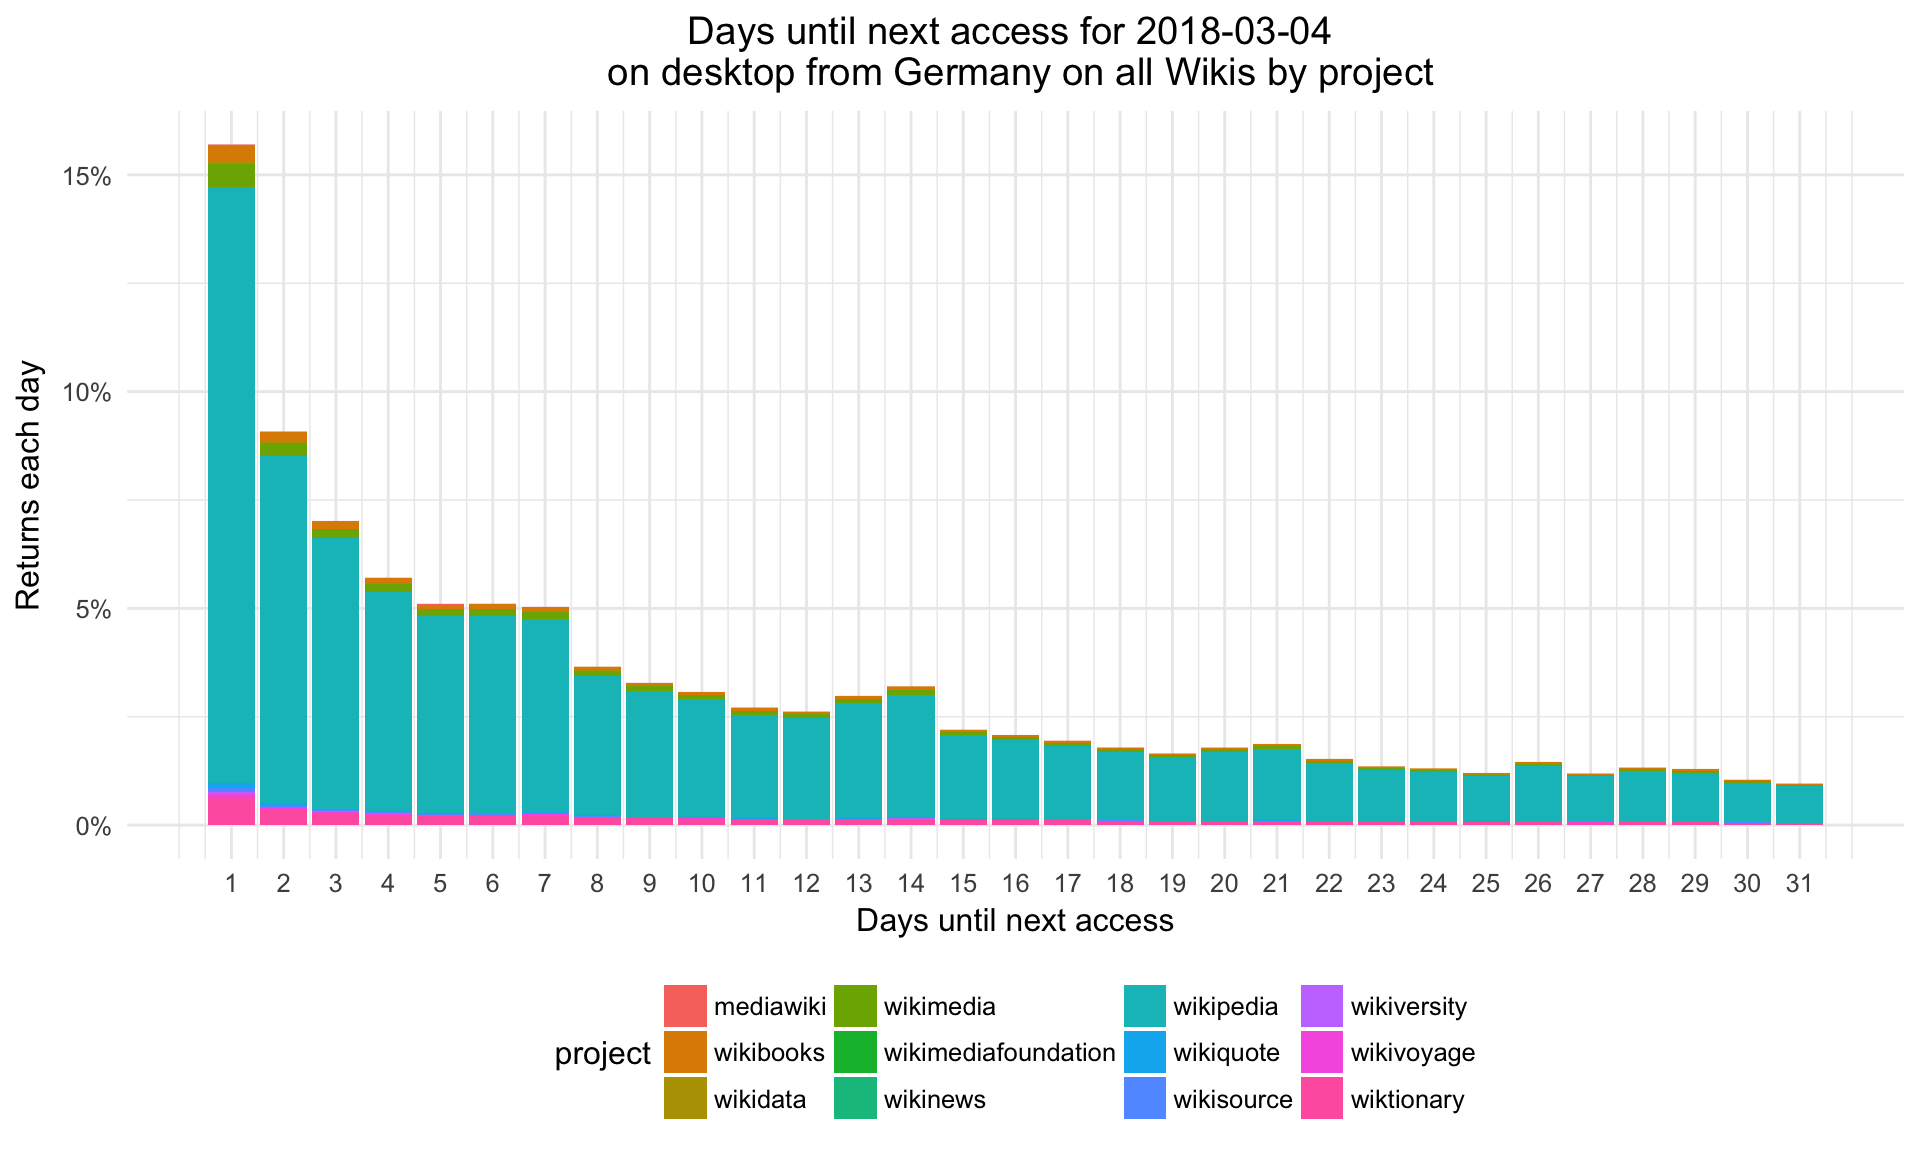 Days until next access for 2018-03-04
on desktop from Germany on all Wikis by project
Returns each day
15%
10%
5%
0%
1 2 3 4 5 6 7 8 9 10 11 12 13 14 15 16 17 18 19 20 21 22 23 24 25 26 27 28 29 30 31
Days until next access
project
mediawiki wikimedia wikipedia wikiversity
wikibooks wikimediafoundation wikiquote wikivoyage
wikidata wikinews wikisource wiktionary